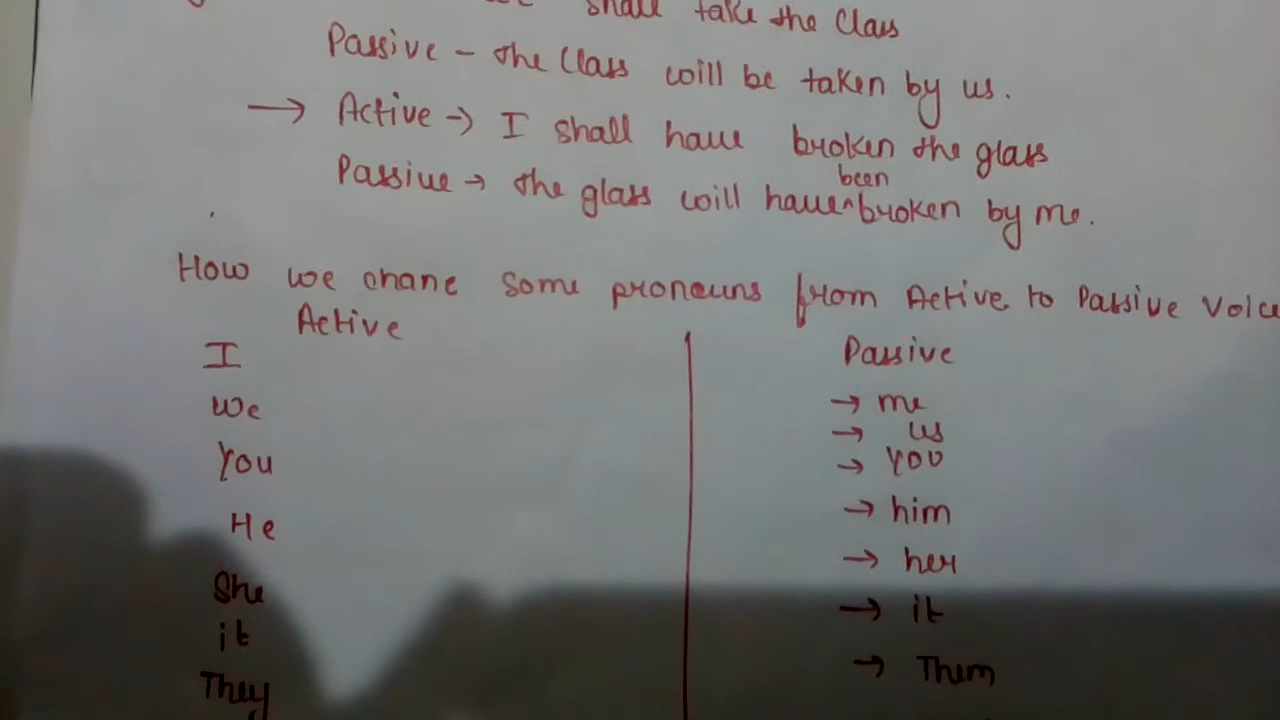 shall take the Class
Passive - the Class will be taken by us.
→ Active -> I shall have broken the glass
been
Passive → the glass will have^broken by me.
How we chane some pronouns from Active to Passive Voice
Active
Passive
I → me
We → us
You → you
He → him
She → her
it → it
They → Them